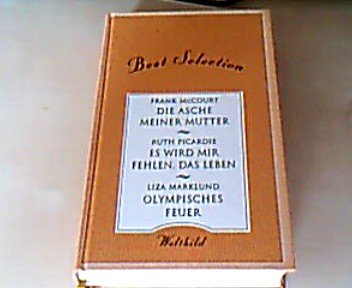 Best Selection
FRANK McCOURT
DIE ASCHE
MEINER MUTTER
~
RUTH PICARDIE
ES WIRD MIR
FEHLEN, DAS LEBEN
~
LIZA MARKLUND
OLYMPISCHES
FEUER
Weltbild